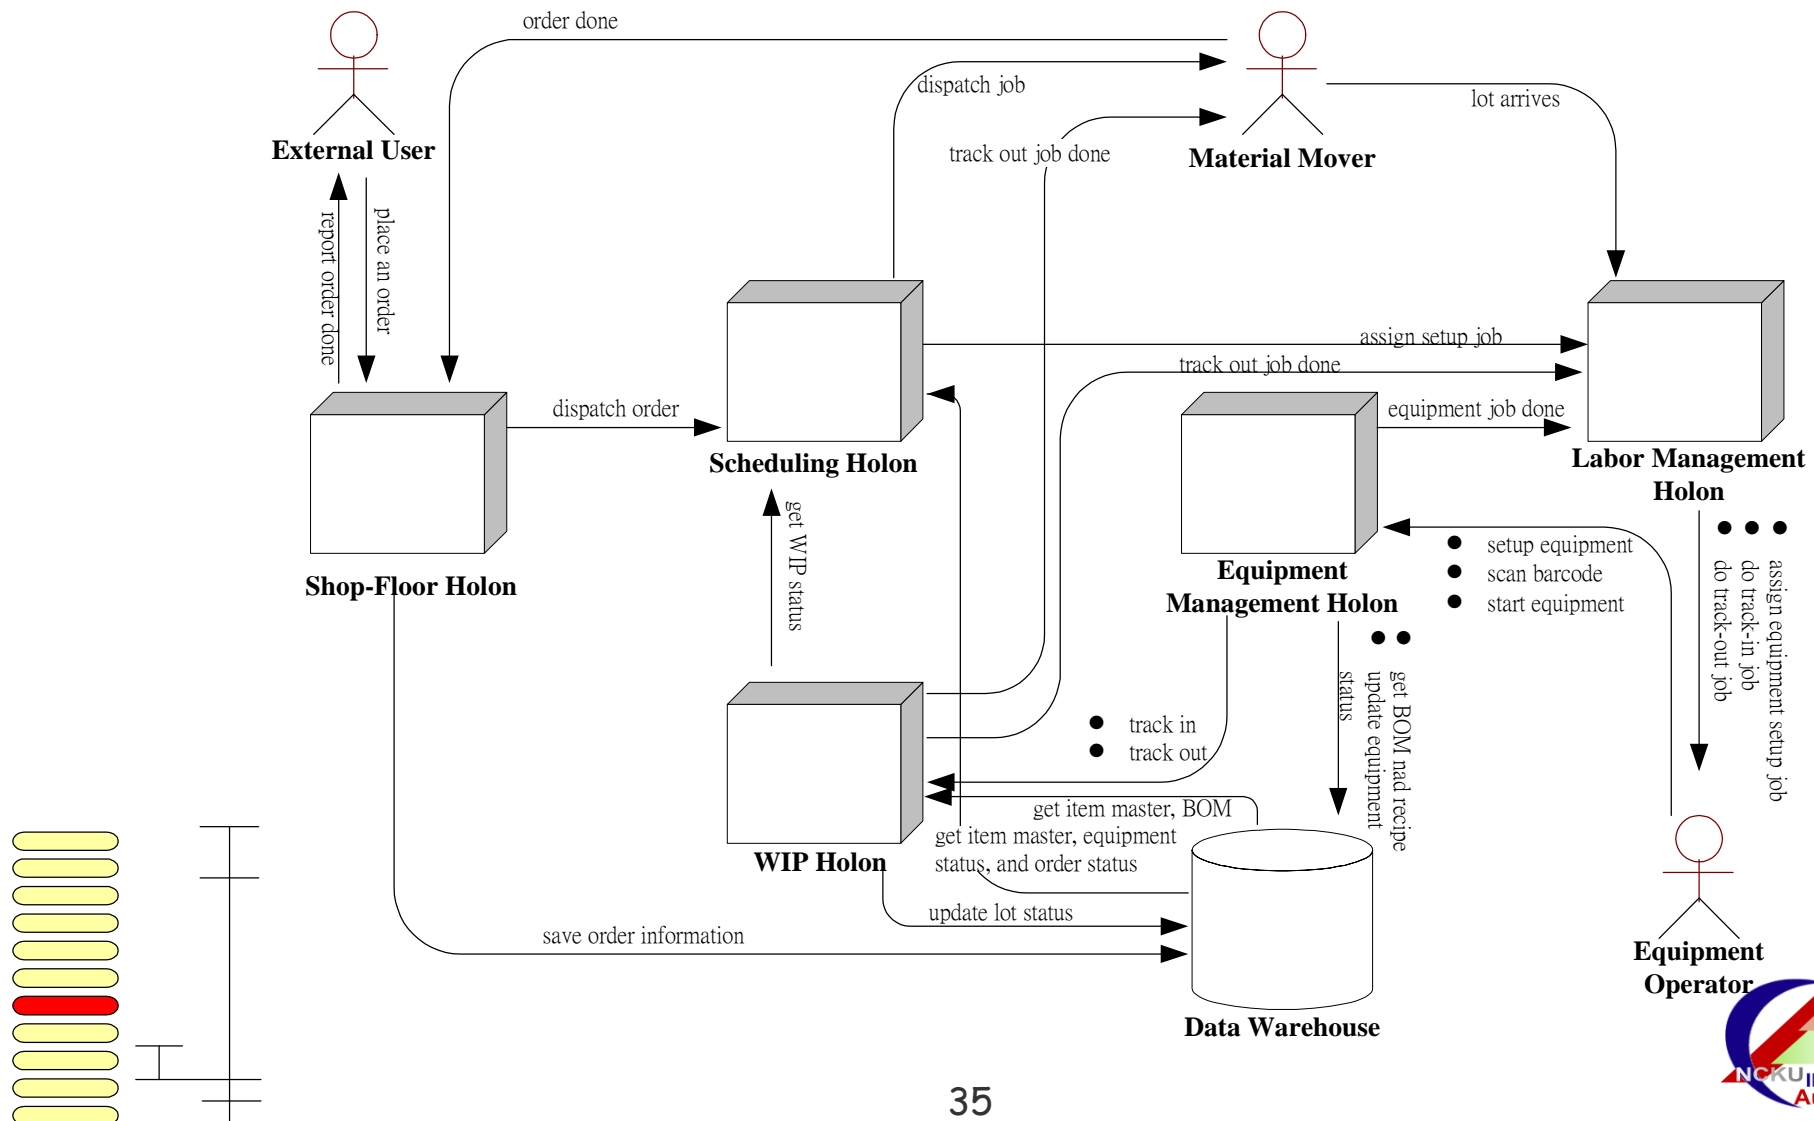 order done
dispatch job
lot arrives
External User
track out job done
Material Mover
report order done
place an order
assign setup job
track out job done
dispatch order
equipment job done
Scheduling Holon
Labor Management
Holon
get WIP status
● setup equipment
● scan barcode
● start equipment
Shop-Floor Holon
Equipment
Management Holon
● assign equipment setup job
● do track-in job
● do track-out job
● get BOM nad recipe
● update equipment
status
● track in
● track out
get item master, BOM
get item master, equipment
status, and order status
WIP Holon
update lot status
save order information
Equipment
Operator
Data Warehouse
NCKU
35